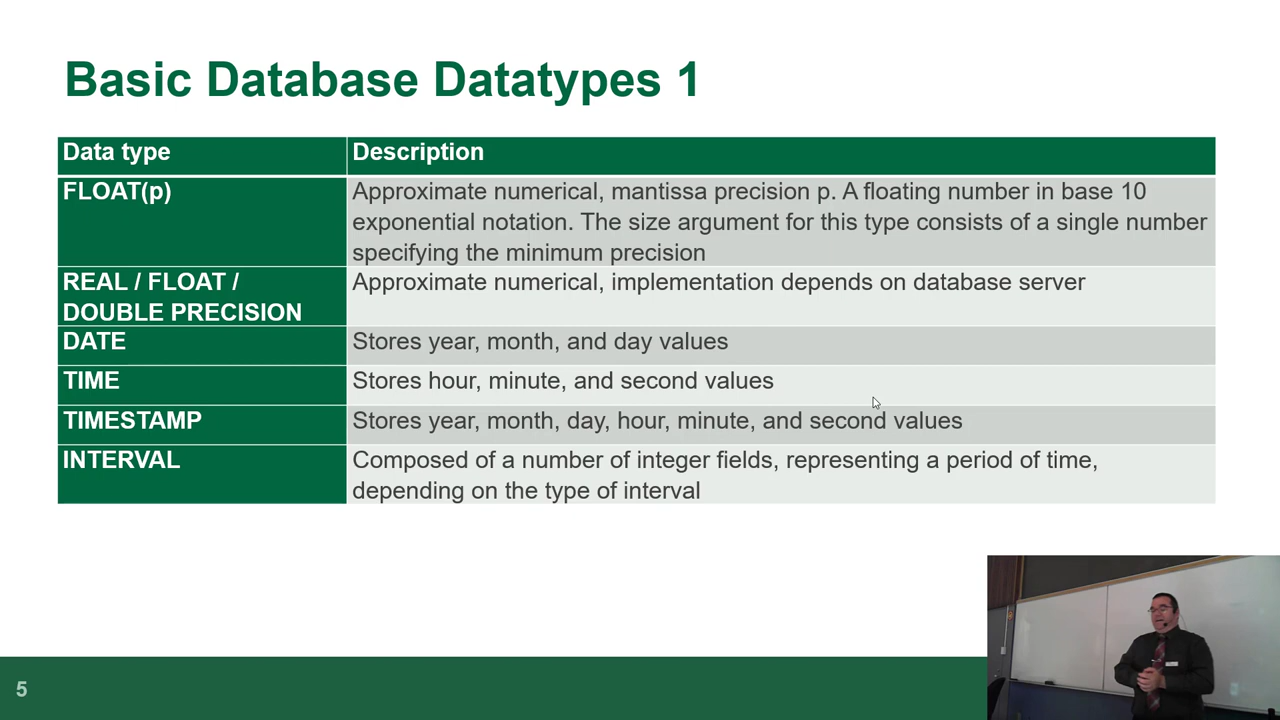 Basic Database Datatypes 1
Data type
Description
FLOAT(p)
Approximate numerical, mantissa precision p. A floating number in base 10
exponential notation. The size argument for this type consists of a single number
specifying the minimum precision
REAL / FLOAT /
DOUBLE PRECISION
Approximate numerical, implementation depends on database server
DATE
Stores year, month, and day values
TIME
Stores hour, minute, and second values
TIMESTAMP
Stores year, month, day, hour, minute, and second values
INTERVAL
Composed of a number of integer fields, representing a period of time,
depending on the type of interval
5